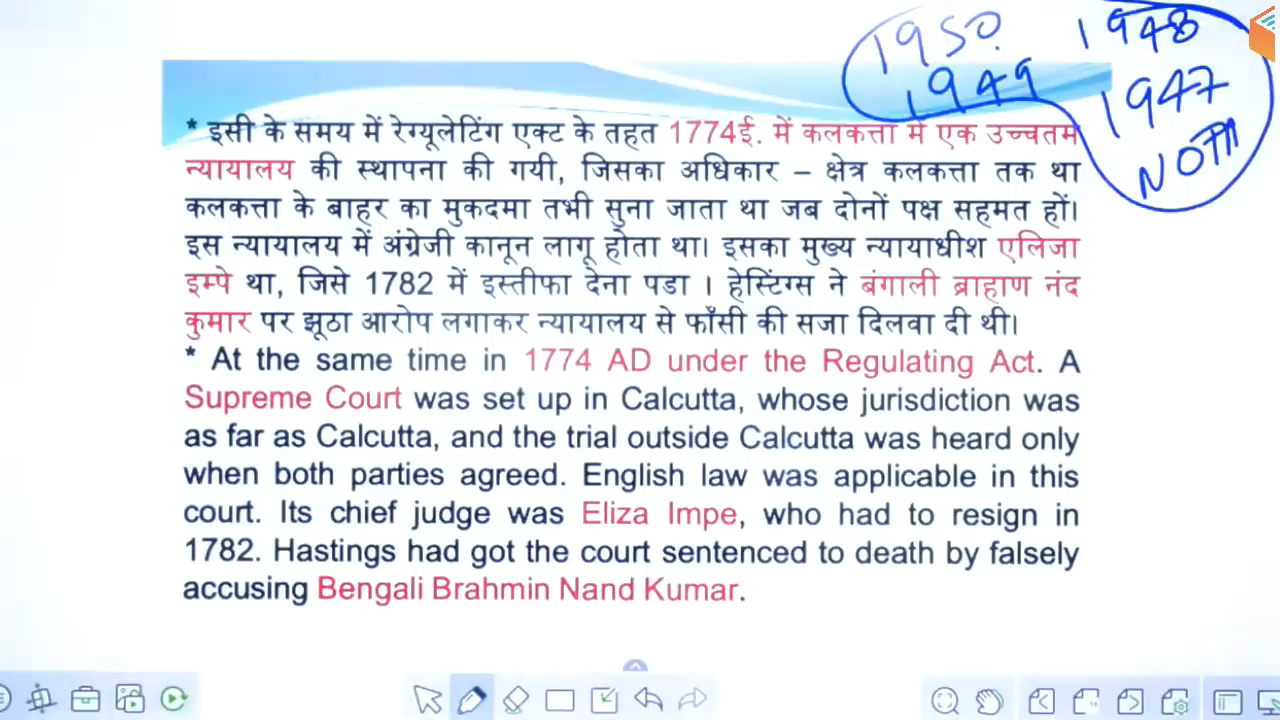 1950 1948
1949 1947
NOTA
* इसी के समय में रेग्यूलेटिंग एक्ट के तहत 1774ई. में कलकत्ता में एक उच्चतम
न्यायालय की स्थापना की गयी, जिसका अधिकार – क्षेत्र कलकत्ता तक था
कलकत्ता के बाहर का मुकदमा तभी सुना जाता था जब दोनों पक्ष सहमत हों।
इस न्यायालय में अंग्रेजी कानून लागू होता था। इसका मुख्य न्यायाधीश एलिजा
इम्पे था, जिसे 1782 में इस्तीफा देना पडा । हेस्टिंग्स ने बंगाली ब्राहाण नंद
कुमार पर झूठा आरोप लगाकर न्यायालय से फाँसी की सजा दिलवा दी थी।
* At the same time in 1774 AD under the Regulating Act. A
Supreme Court was set up in Calcutta, whose jurisdiction was
as far as Calcutta, and the trial outside Calcutta was heard only
when both parties agreed. English law was applicable in this
court. Its chief judge was Eliza Impe, who had to resign in
1782. Hastings had got the court sentenced to death by falsely
accusing Bengali Brahmin Nand Kumar.